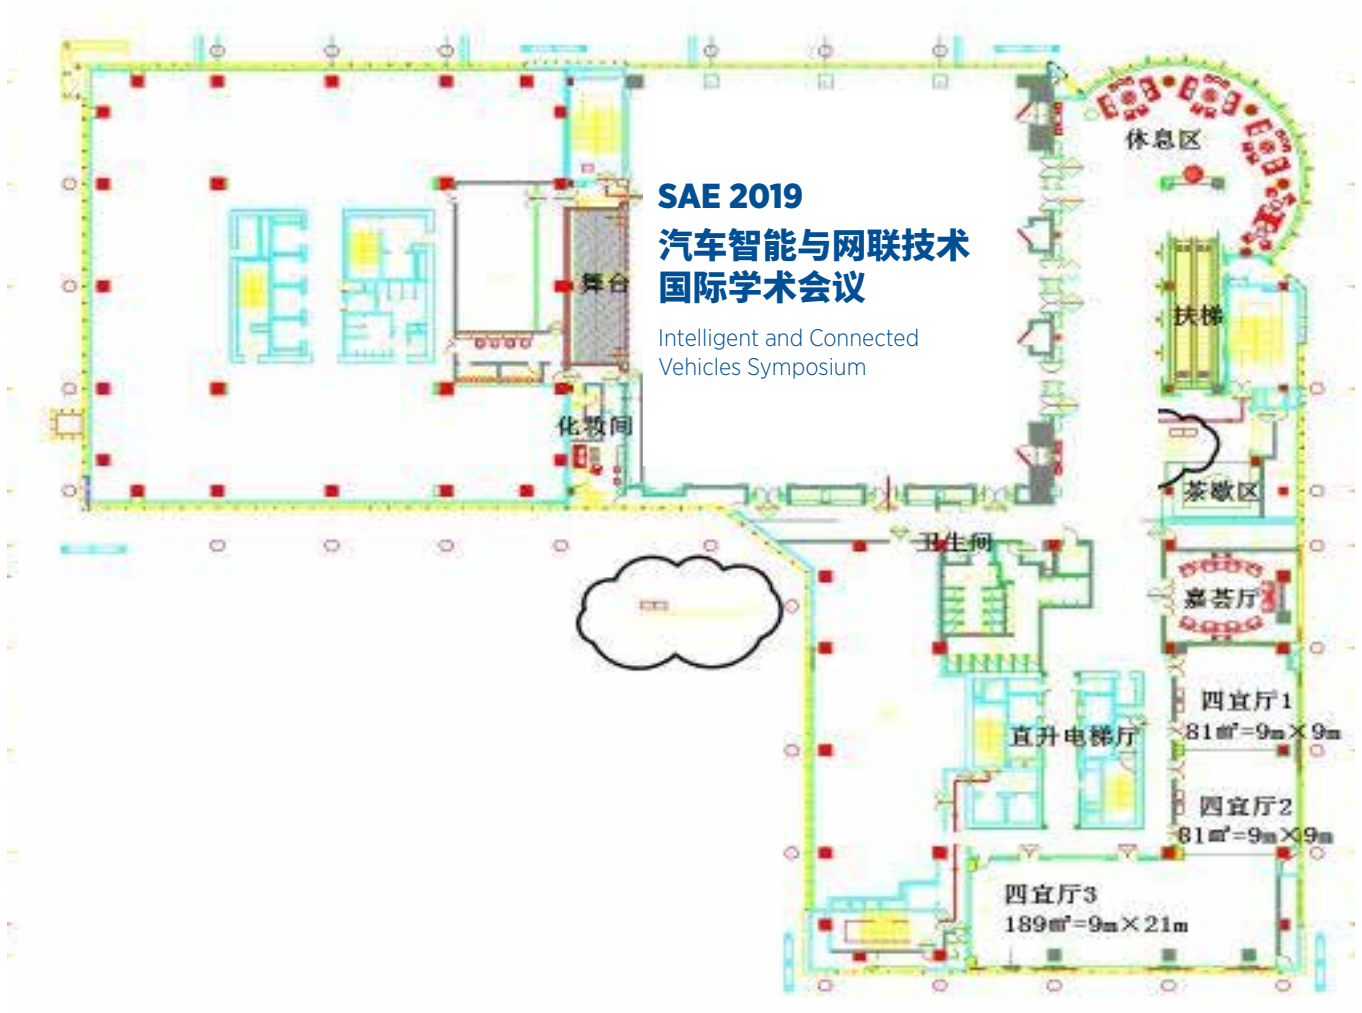 休息区
SAE 2019
汽车智能与网联技术
国际学术会议
舞台
扶梯
Intelligent and Connected
Vehicles Symposium
化妆间
茶歇区
卫生间
嘉荟厅
四宜厅1
81㎡=9m×9m
直升电梯厅
四宜厅2
81㎡=9m×9m
四宜厅3
189㎡=9m×21m